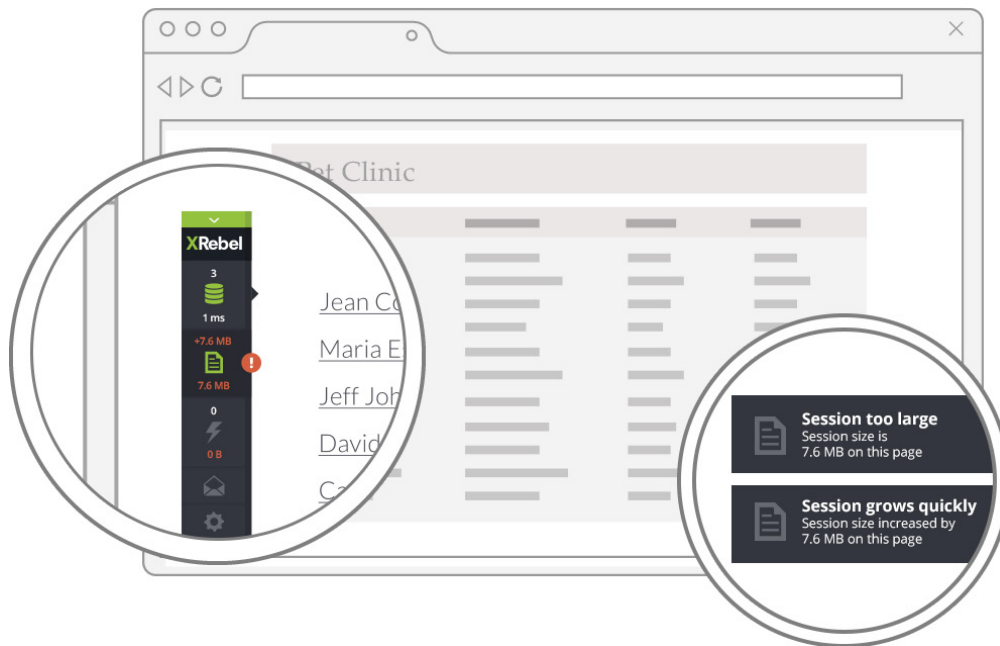 Pet Clinic
XRebel
3
1 ms
+7.6 MB
!
7.6 MB
0
0 B
Jean Co
Maria E
Jeff Joh
David
Session too large
Session size is
7.6 MB on this page
Session grows quickly
Session size increased by
7.6 MB on this page